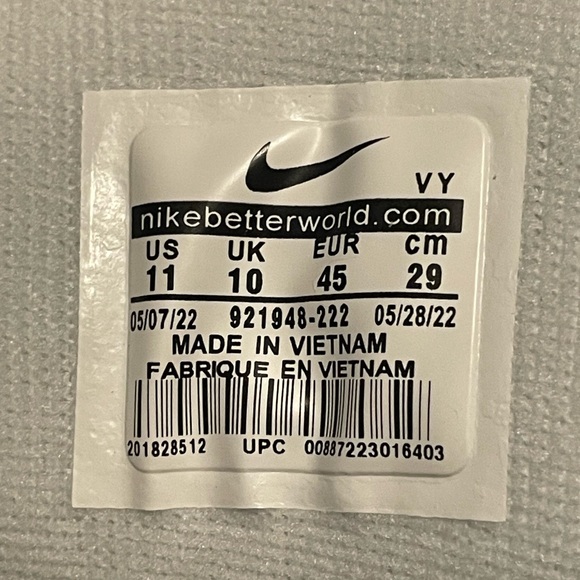 VY
nikebetterworld.com
US UK EUR cm
11 10 45 29
05/07/22 921948-222 05/28/22
MADE IN VIETNAM
FABRIQUE EN VIETNAM
201828512 UPC 00887223016403